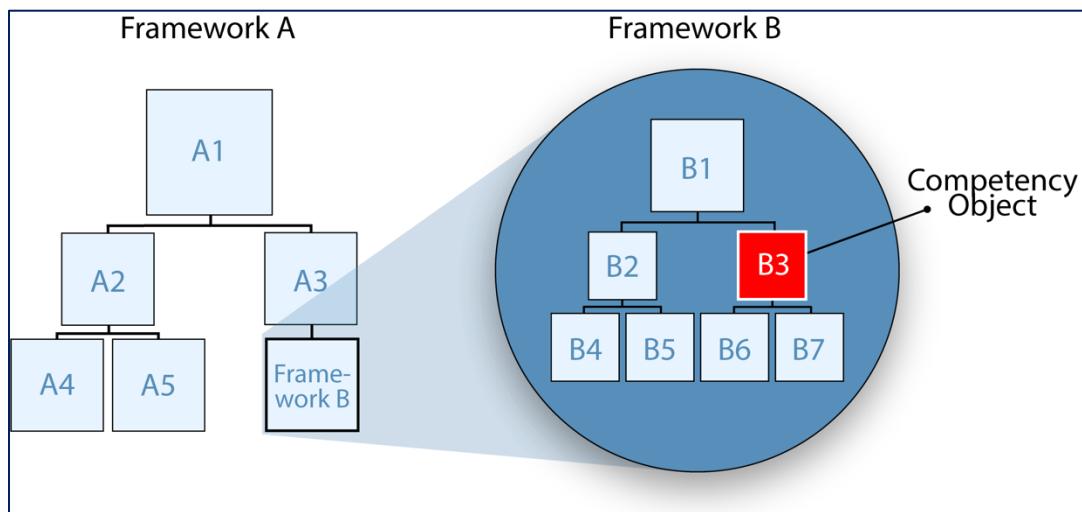 Framework A
Framework B
A1
A2
A3
A4
A5
Frame-
work B
B1
B2
B3
B4
B5
B6
B7
Competency
Object